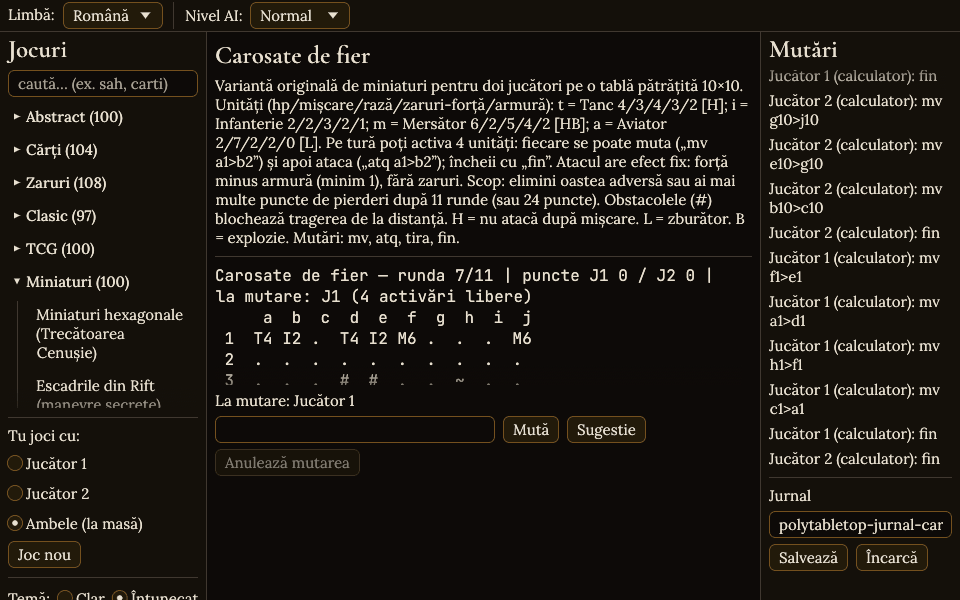 Limbă:
Română
Nivel AI:
Normal
Jocuri
caută... (ex. sah, carti)
Abstract (100)
Cărți (104)
Zaruri (108)
Clasic (97)
TCG (100)
Miniaturi (100)
Miniaturi hexagonale
(Trecătoarea
Cenușie)
Escadrile din Rift
(manevre secrete)
Tu joci cu:
Jucător 1
Jucător 2
Ambele (la masă)
Joc nou
Temă:
Clar
Întunecat
Carosate de fier
Variantă originală de miniaturi pentru doi jucători pe o tablă pătrățită 10×10.
Unități (hp/mișcare/rază/zaruri-forță/armură): t = Tanc 4/3/4/3/2 [H]; i =
Infanterie 2/2/3/2/1; m = Mersător 6/2/5/4/2 [HB]; a = Aviator
2/7/2/2/0 [L]. Pe tură poți activa 4 unități: fiecare se poate muta („mv
a1>b2”) și apoi ataca („atq a1>b2”); închei cu „fin”. Atacul are efect fix: forță
minus armură (minim 1), fără zaruri. Scop: elimini oastea adversă sau ai mai
multe puncte de pierderi după 11 runde (sau 24 puncte). Obstacolele (#)
blochează tragerea de la distanță. H = nu atacă după mișcare. L = zburător. B
= explozie. Mutări: mv, atq, tira, fin.
Carosate de fier — runda 7/11 | puncte J1 0 / J2 0 |
la mutare: J1 (4 activări libere)
a b c d e f g h i j
1 T4 I2 . T4 I2 M6 . . . M6
2 . . . . . . . . . .
3 . . . # # . . ~ . .
La mutare: Jucător 1
Mută
Sugestie
Anulează mutarea
Mutări
Jucător 1 (calculator): fin
Jucător 2 (calculator): mv
g10>j10
Jucător 2 (calculator): mv
e10>g10
Jucător 2 (calculator): mv
b10>c10
Jucător 2 (calculator): fin
Jucător 1 (calculator): mv
f1>e1
Jucător 1 (calculator): mv
a1>d1
Jucător 1 (calculator): mv
h1>f1
Jucător 1 (calculator): mv
c1>a1
Jucător 1 (calculator): fin
Jucător 2 (calculator): fin
Jurnal
polytabletop-jurnal-car
Salvează
Încarcă